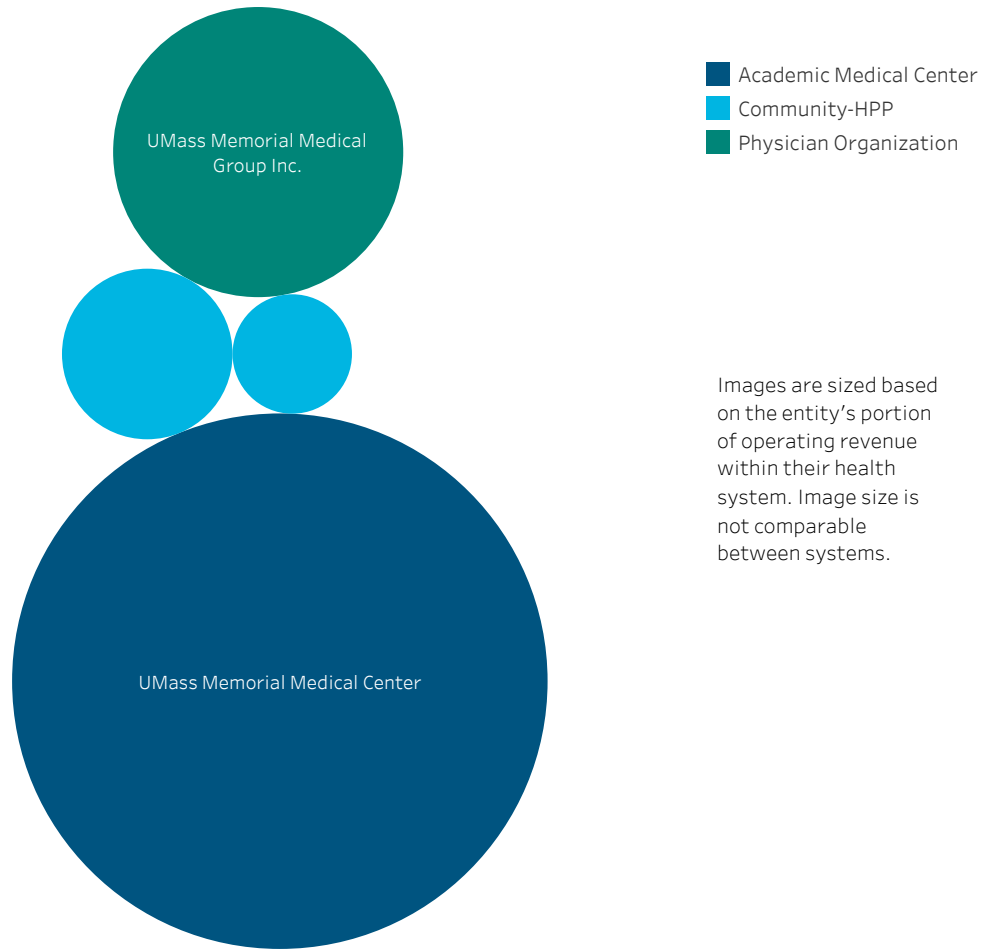 UMass Memorial Medical
Group Inc.
UMass Memorial Medical Center
Academic Medical Center
Community-HPP
Physician Organization
Images are sized based
on the entity's portion
of operating revenue
within their health
system. Image size is
not comparable
between systems.